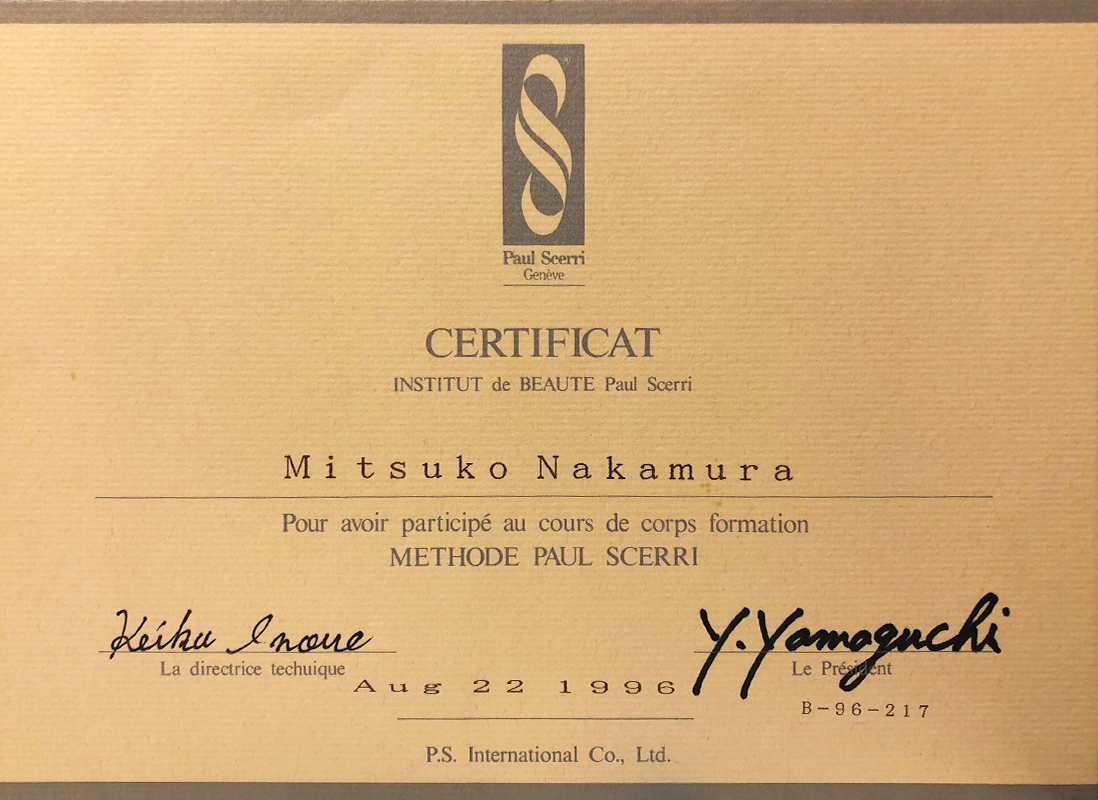 Paul Scerri
Genève
CERTIFICAT
INSTITUT de BEAUTE Paul Scerri
Mitsuko Nakamura
Pour avoir participé au cours de corps formation
METHODE PAUL SCERRI
Keiko Inoue
Y. Yamaguchi
La directrice techuique
Le Président
Aug 22 1996
B-96-217
P.S. International Co., Ltd.